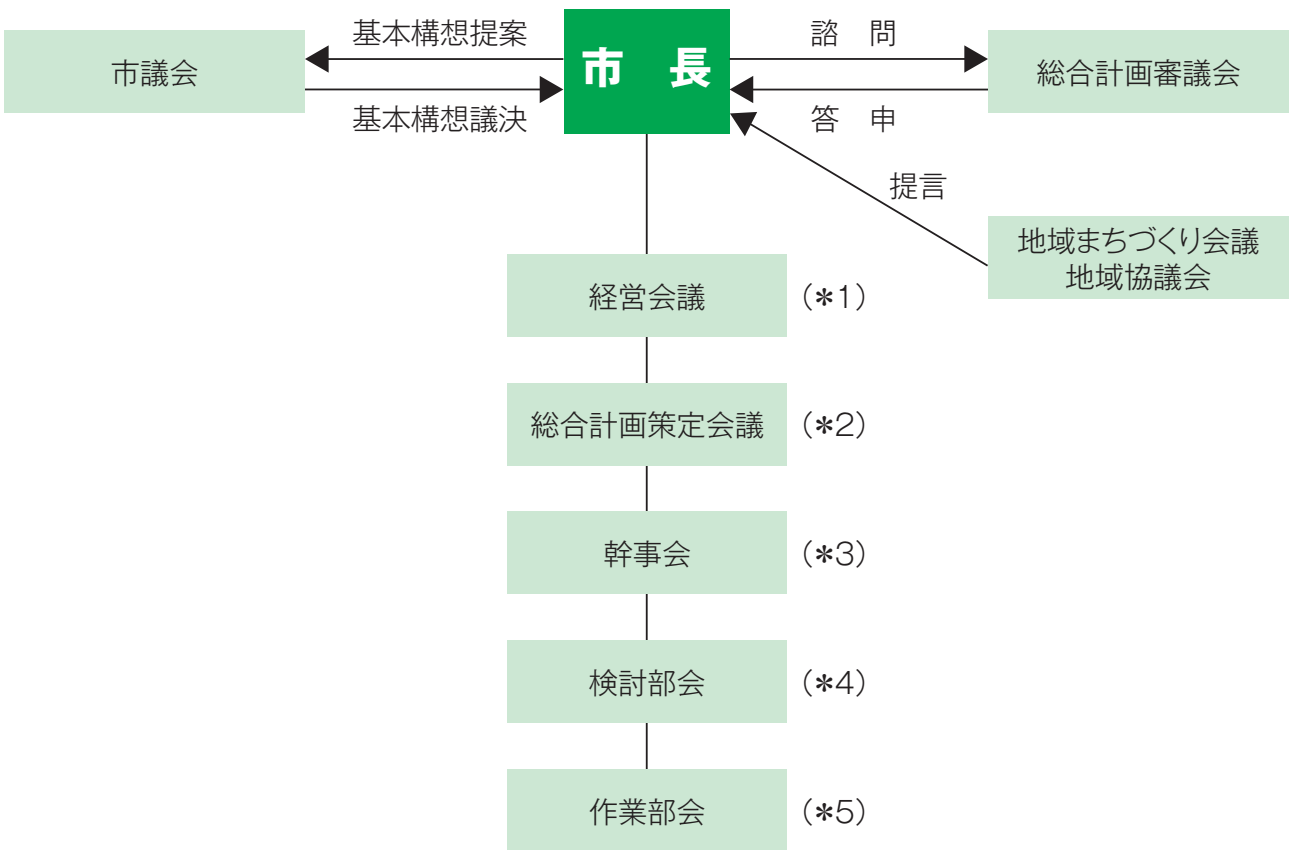 基本構想提案
市議会
基本構想議決
市　長
諮　問
総合計画審議会
答　申
提言
地域まちづくり会議
地域協議会
経営会議
(*1)
総合計画策定会議
(*2)
幹事会
(*3)
検討部会
(*4)
作業部会
(*5)